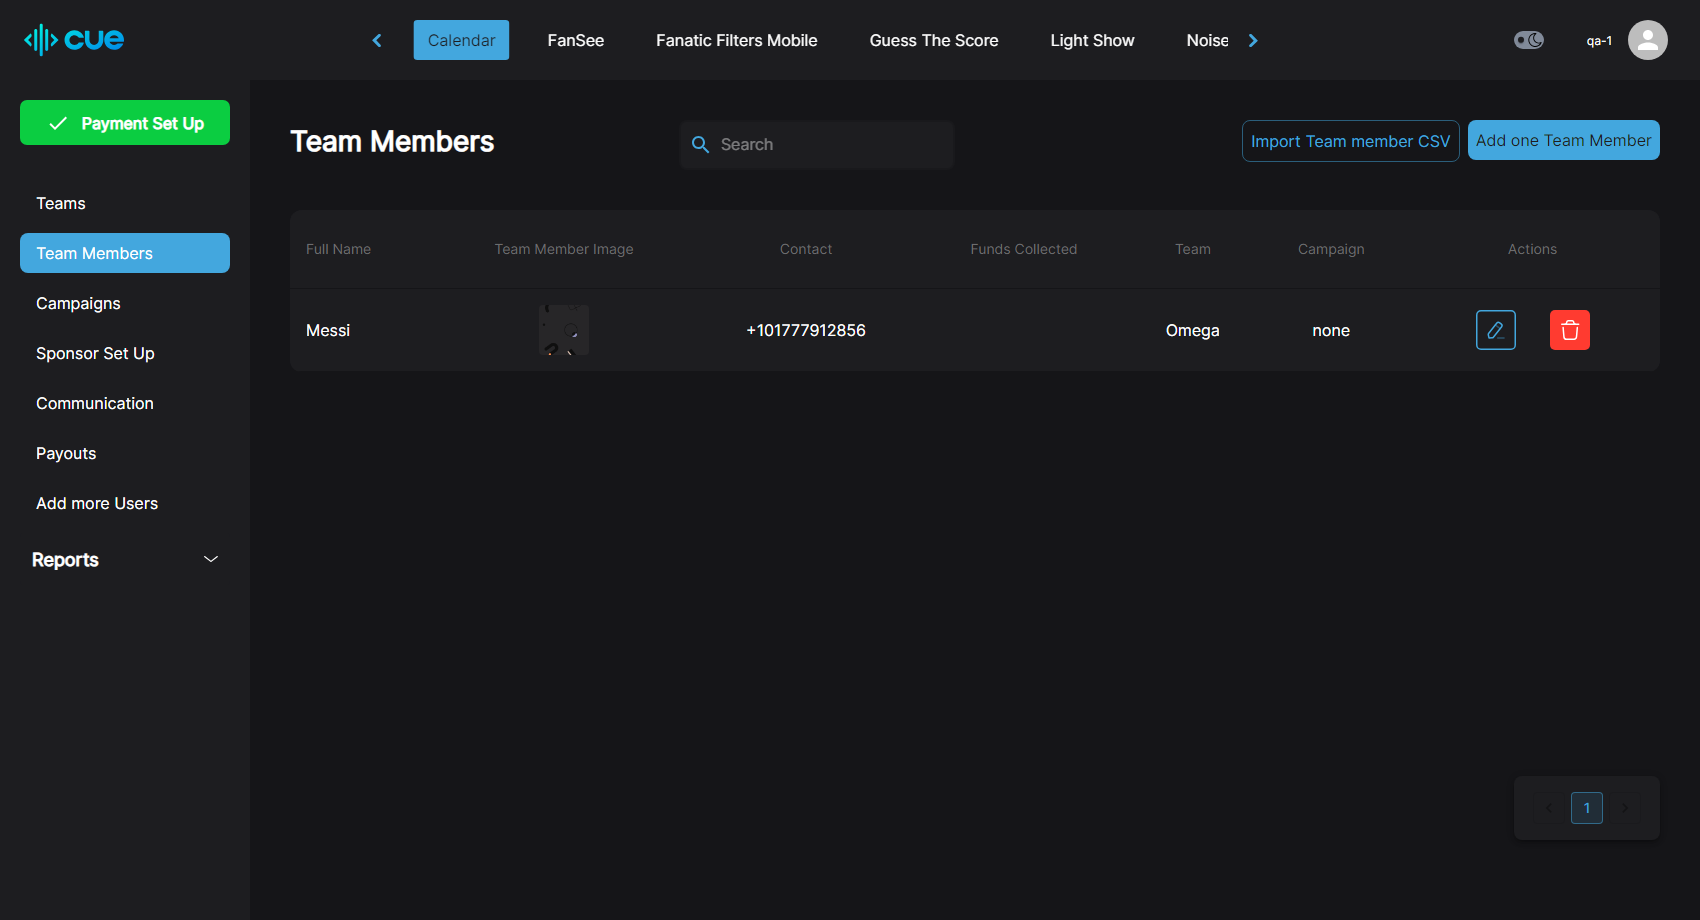 cue
Calendar
FanSee
Fanatic Filters Mobile
Guess The Score
Light Show
Noise
qa-1
Payment Set Up
Teams
Team Members
Campaigns
Sponsor Set Up
Communication
Payouts
Add more Users
Reports
Team Members
Search
Import Team member CSV
Add one Team Member
Full Name
Team Member Image
Contact
Funds Collected
Team
Campaign
Actions
Messi
+101777912856
Omega
none
1